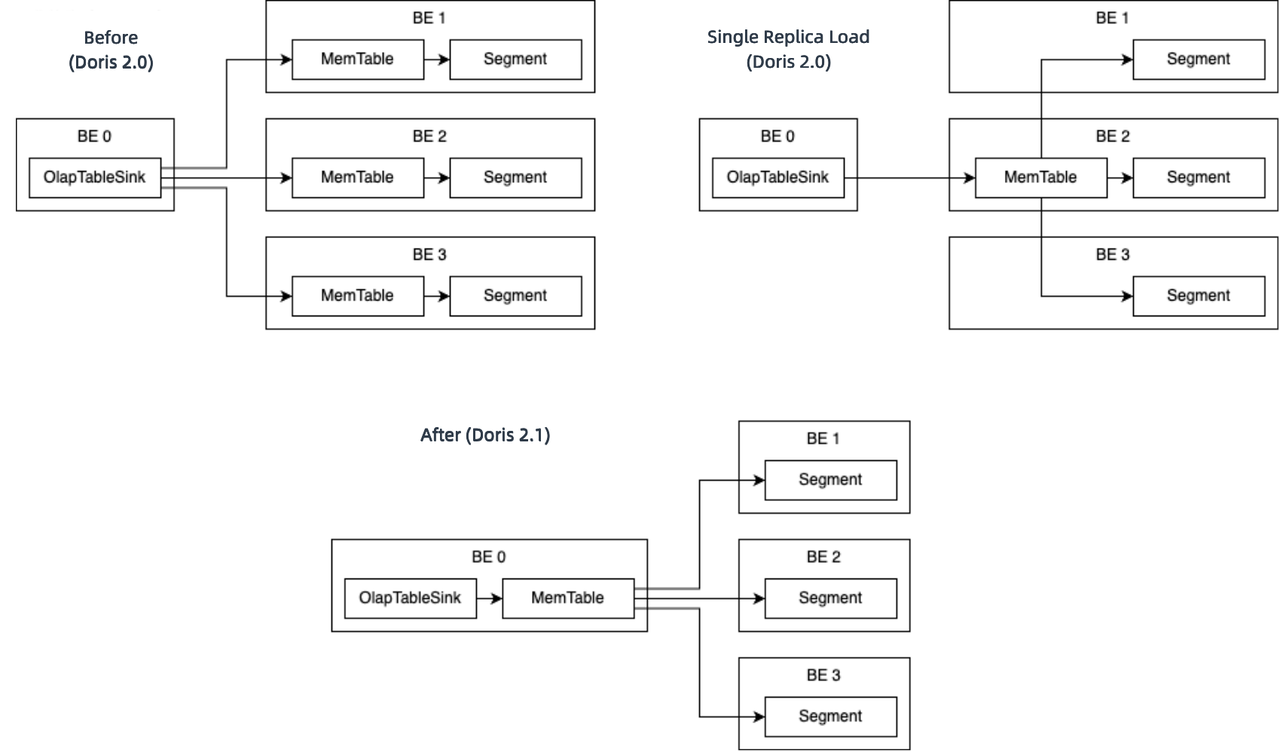 Before
(Doris 2.0)
BE 0
OlapTableSink
BE 1
MemTable
Segment
BE 2
MemTable
Segment
BE 3
MemTable
Segment
Single Replica Load
(Doris 2.0)
BE 0
OlapTableSink
BE 1
Segment
BE 2
MemTable
Segment
BE 3
Segment
After (Doris 2.1)
BE 0
OlapTableSink
MemTable
BE 1
Segment
BE 2
Segment
BE 3
Segment